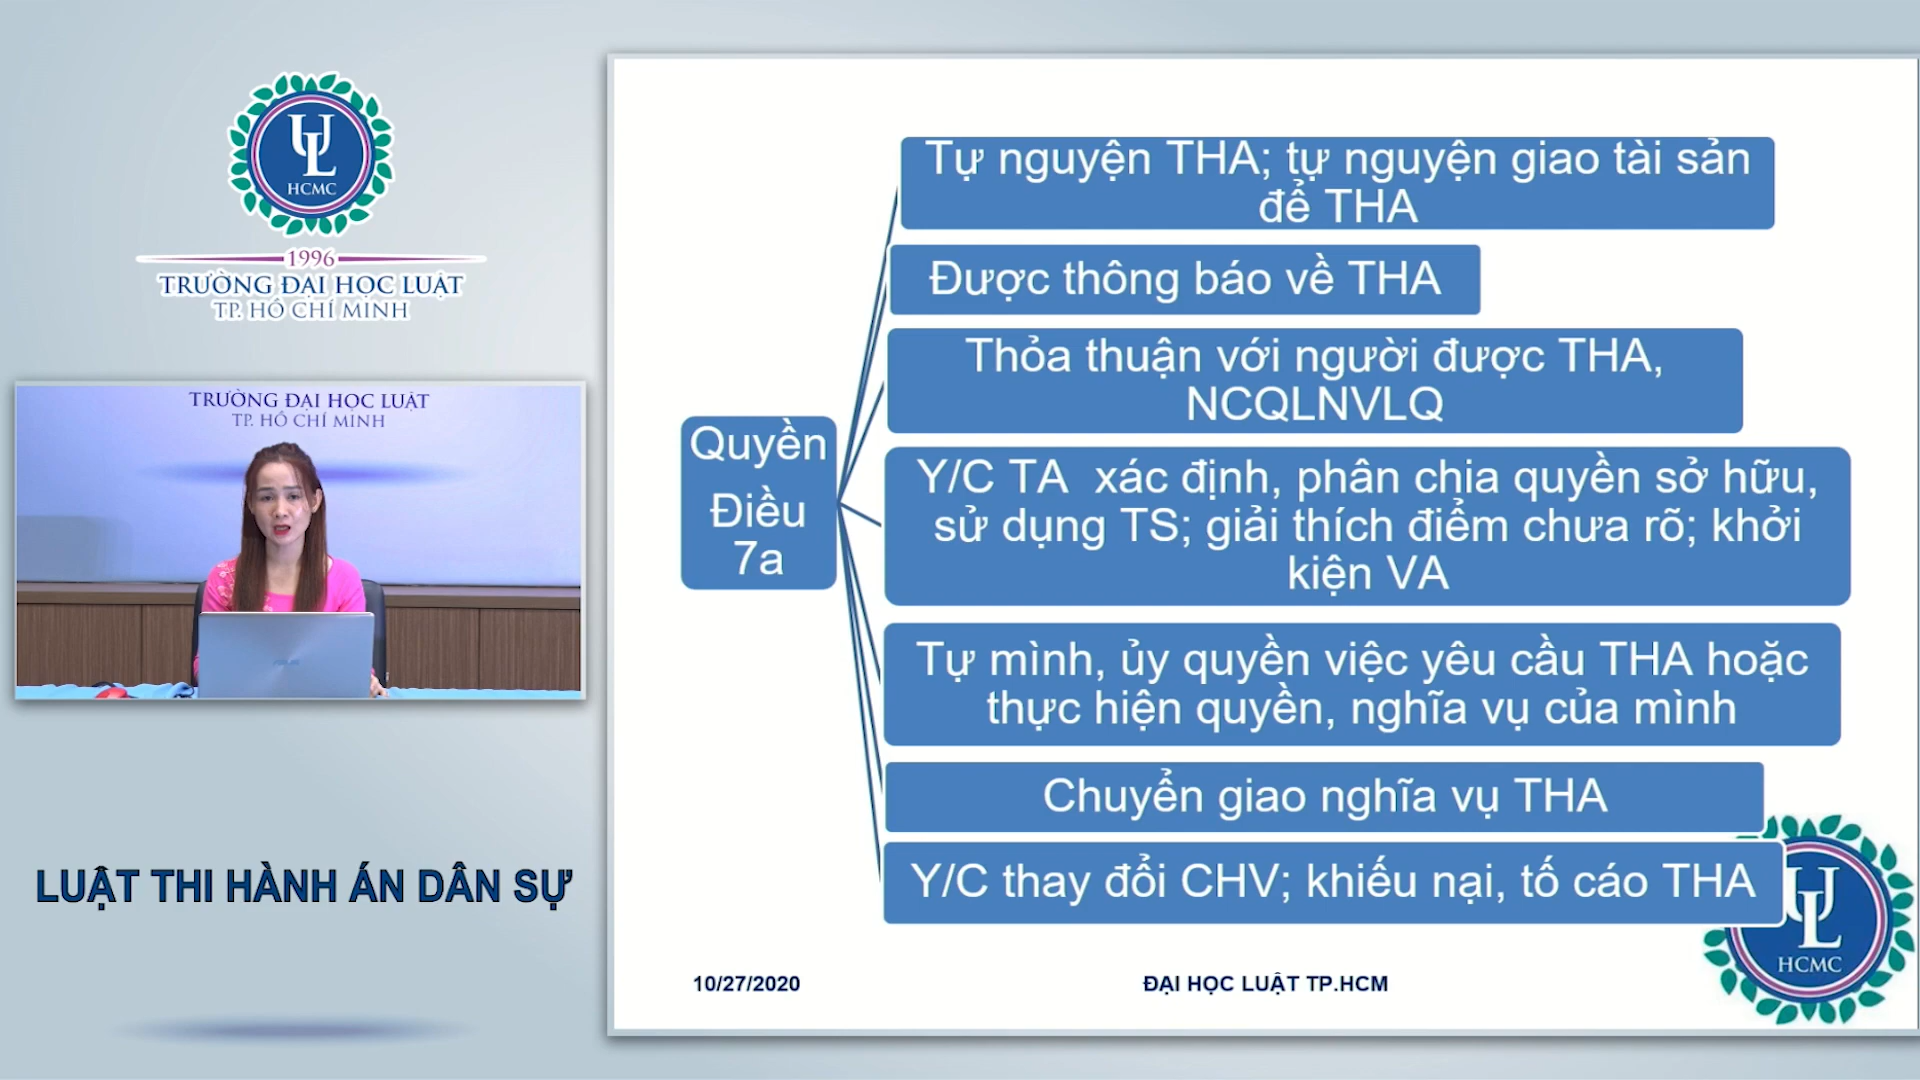 UL
HCMC
1996
TRƯỜNG ĐẠI HỌC LUẬT
TP. HỒ CHÍ MINH
TRƯỜNG ĐẠI HỌC LUẬT
TP. HỒ CHÍ MINH
ASUS
LUẬT THI HÀNH ÁN DÂN SỰ
Quyền
Điều
7a
Tự nguyện THA; tự nguyện giao tài sản
để THA
Được thông báo về THA
Thỏa thuận với người được THA,
NCQLNVLQ
Y/C TA xác định, phân chia quyền sở hữu,
sử dụng TS; giải thích điểm chưa rõ; khởi
kiện VA
Tự mình, ủy quyền việc yêu cầu THA hoặc
thực hiện quyền, nghĩa vụ của mình
Chuyển giao nghĩa vụ THA
Y/C thay đổi CHV; khiếu nại, tố cáo THA
10/27/2020
ĐẠI HỌC LUẬT TP.HCM
UL
HCMC